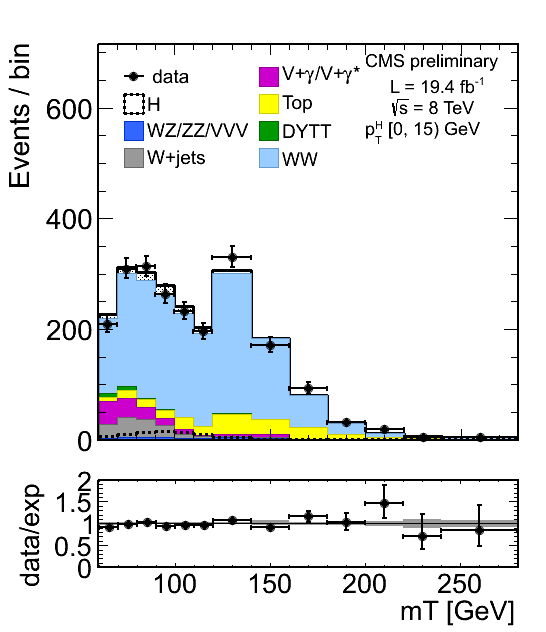 Events / bin
600
400
200
0
data
H
WZ/ZZ/VVV
W+jets
V+γ/V+γ*
Top
DYTT
WW
CMS preliminary
L = 19.4 fb⁻¹
√s = 8 TeV
p_T^H [0, 15) GeV
data/exp
2
1.5
1
0.5
0
100 150 200 250
mT [GeV]